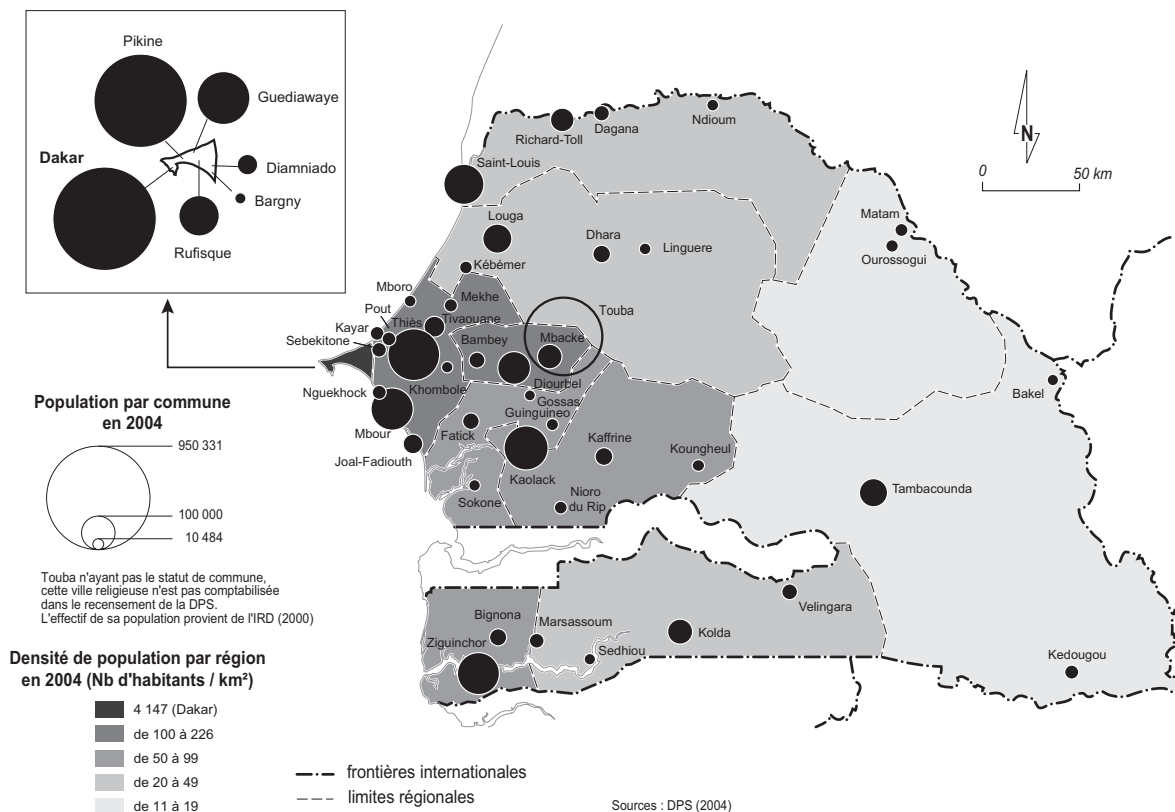 Pikine
Guediawaye
Dakar
Diamniado
Bargny
Rufisque
N
0 50 km
Ndioum
Dagana
Richard-Toll
Saint-Louis
Matam
Ourossogui
Louga
Dhara
Linguere
Kébémer
Mboro
Mekhe
Touba
Pout
Tivaouane
Thiès
Kayar
Sebekitone
Bambey
Mbacke
Khombole
Diourbel
Bakel
Nguekhock
Gossas
Guinguineo
Mbour
Fatick
Kaffrine
Koungheul
Joal-Fadiouth
Kaolack
Tambacounda
Sokone
Nioro
du Rip
Velingara
Bignona
Marsassoum
Kolda
Ziguinchor
Sedhiou
Kedougou
Population par commune
en 2004
950 331
100 000
10 484
Touba n'ayant pas le statut de commune,
cette ville religieuse n'est pas comptabilisée
dans le recensement de la DPS.
L'effectif de sa population provient de l'IRD (2000)
Densité de population par région
en 2004 (Nb d'habitants / km²)
4 147 (Dakar)
de 100 à 226
de 50 à 99
de 20 à 49
de 11 à 19
frontières internationales
limites régionales
Sources : DPS (2004)